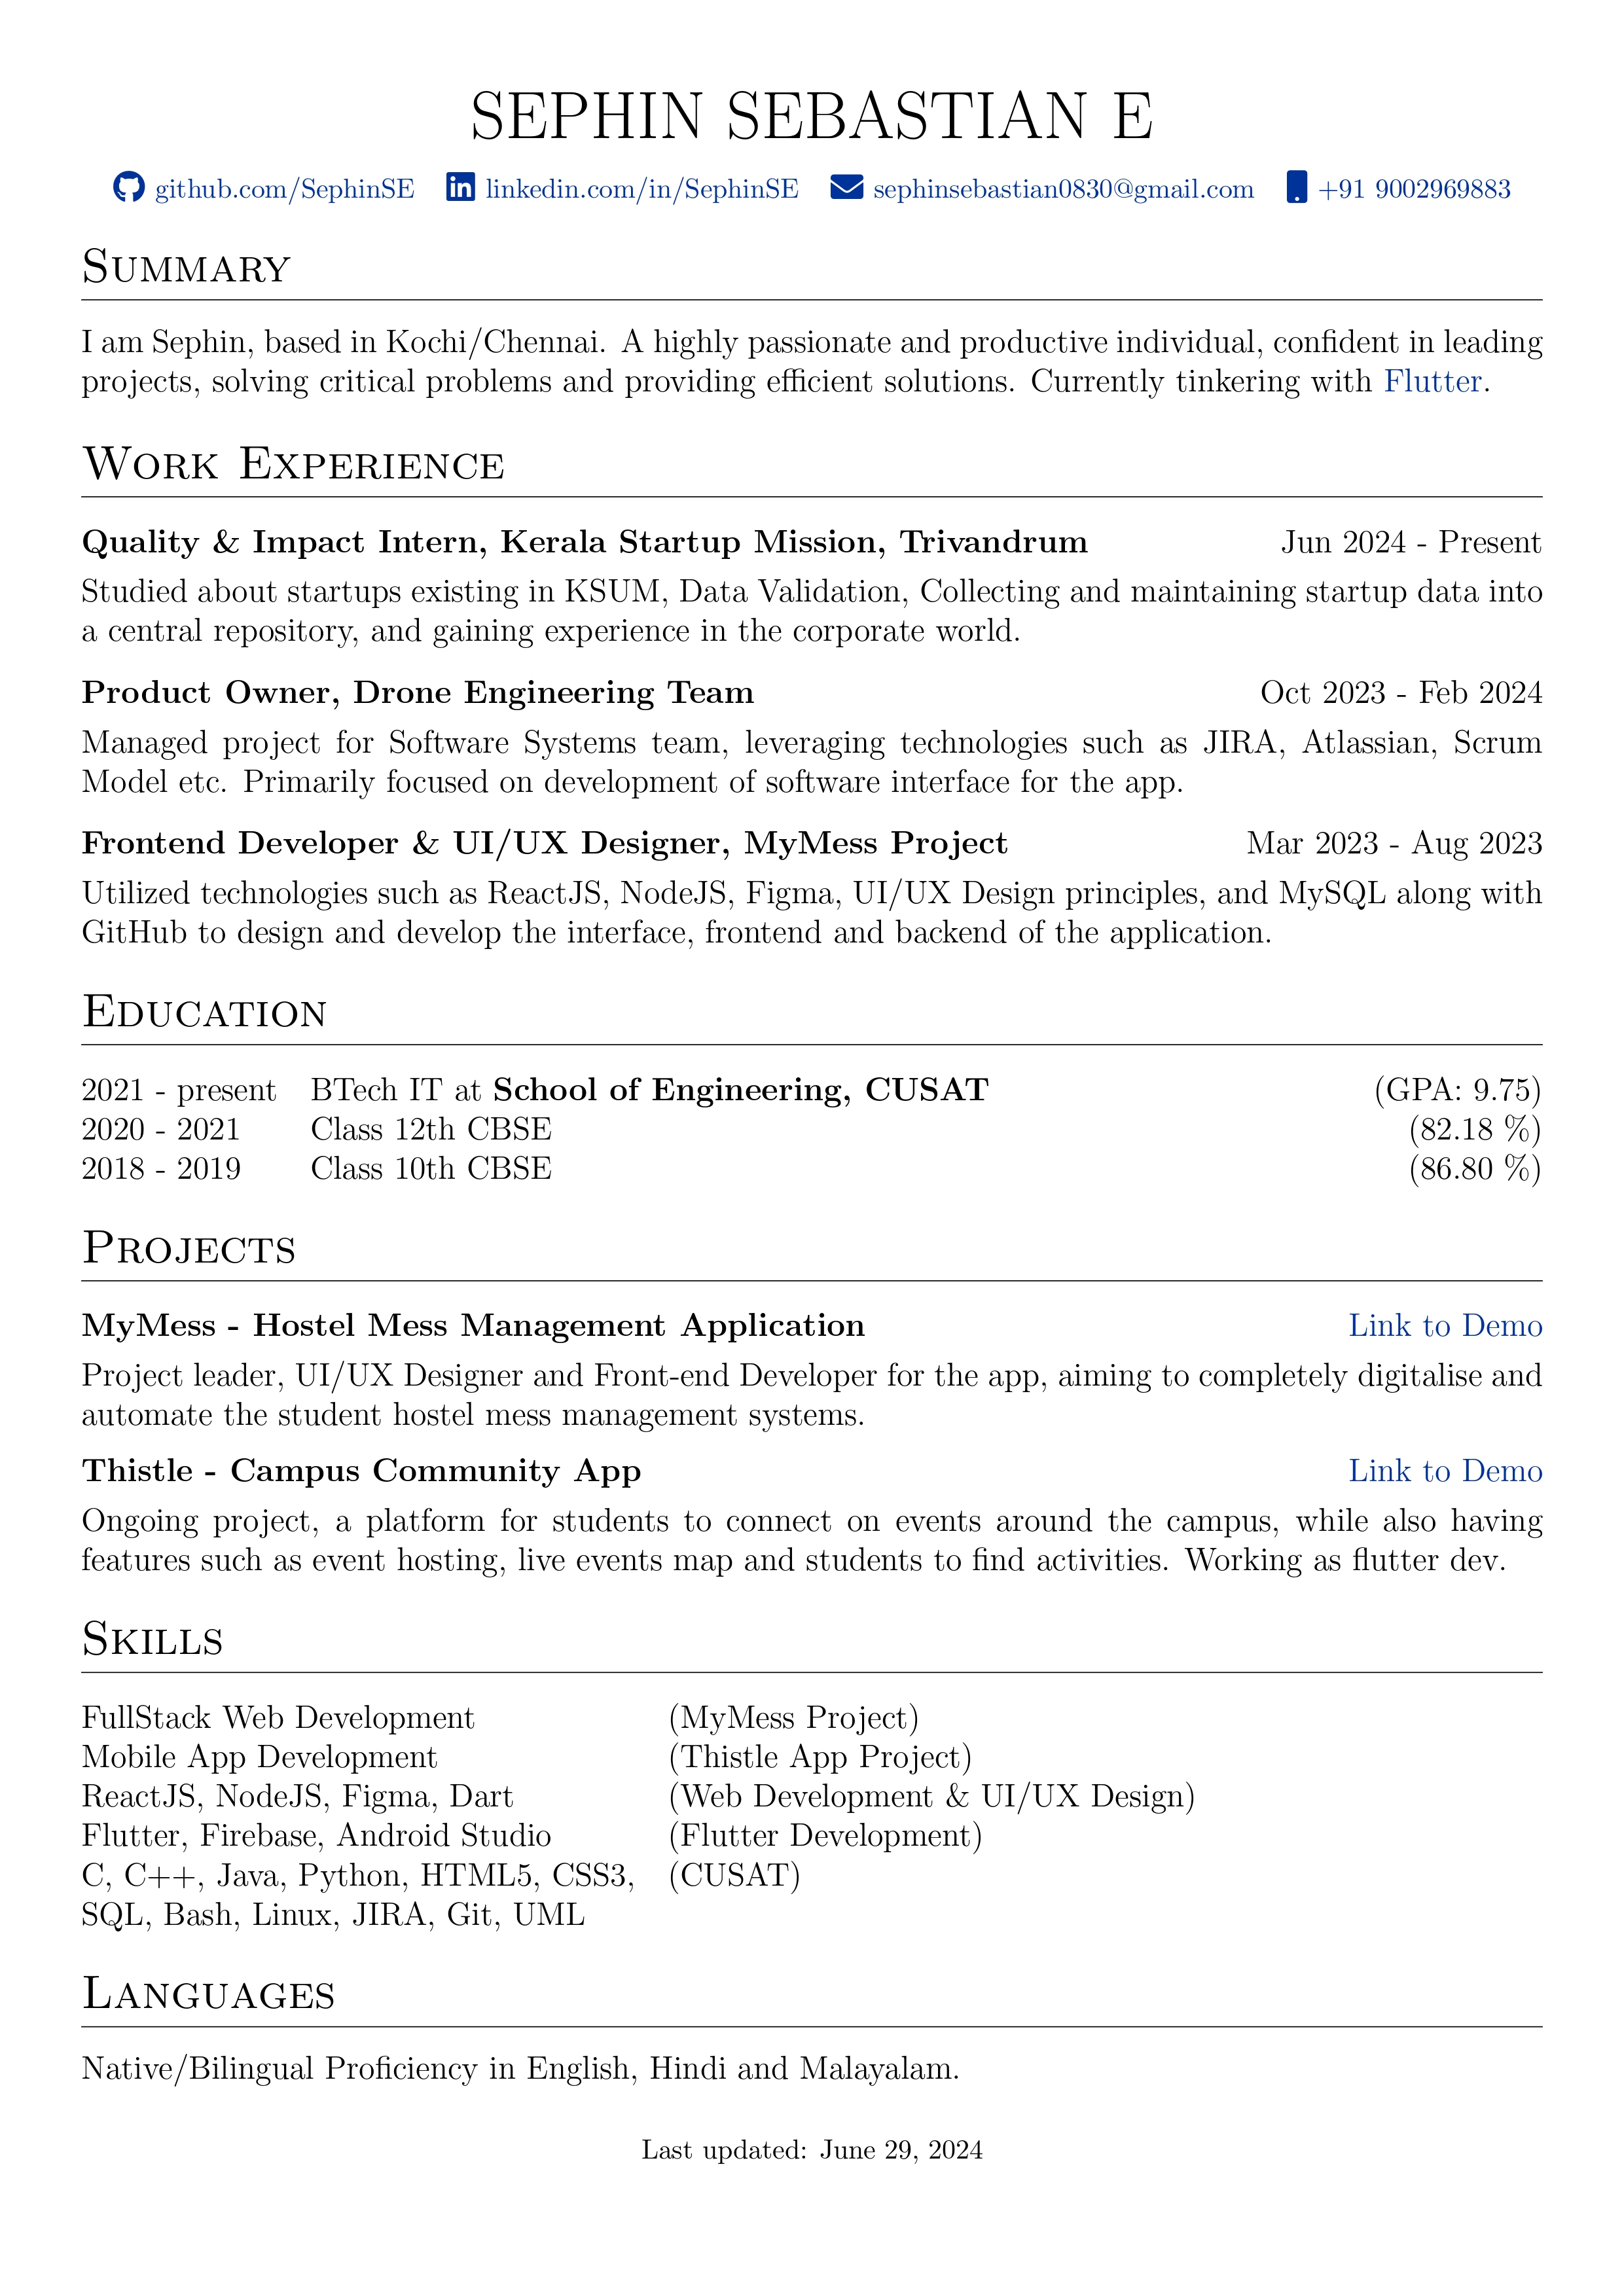 SEPHIN SEBASTIAN E
github.com/SephinSE linkedin.com/in/SephinSE sephinsebastian0830@gmail.com +91 9002969883
Summary
I am Sephin, based in Kochi/Chennai. A highly passionate and productive individual, confident in leading
projects, solving critical problems and providing efficient solutions. Currently tinkering with Flutter.
Work Experience
Quality & Impact Intern, Kerala Startup Mission, Trivandrum Jun 2024 - Present
Studied about startups existing in KSUM, Data Validation, Collecting and maintaining startup data into
a central repository, and gaining experience in the corporate world.
Product Owner, Drone Engineering Team Oct 2023 - Feb 2024
Managed project for Software Systems team, leveraging technologies such as JIRA, Atlassian, Scrum
Model etc. Primarily focused on development of software interface for the app.
Frontend Developer & UI/UX Designer, MyMess Project Mar 2023 - Aug 2023
Utilized technologies such as ReactJS, NodeJS, Figma, UI/UX Design principles, and MySQL along with
GitHub to design and develop the interface, frontend and backend of the application.
Education
2021 - present BTech IT at School of Engineering, CUSAT (GPA: 9.75)
2020 - 2021 Class 12th CBSE (82.18 %)
2018 - 2019 Class 10th CBSE (86.80 %)
Projects
MyMess - Hostel Mess Management Application Link to Demo
Project leader, UI/UX Designer and Front-end Developer for the app, aiming to completely digitalise and
automate the student hostel mess management systems.
Thistle - Campus Community App Link to Demo
Ongoing project, a platform for students to connect on events around the campus, while also having
features such as event hosting, live events map and students to find activities. Working as flutter dev.
Skills
FullStack Web Development (MyMess Project)
Mobile App Development (Thistle App Project)
ReactJS, NodeJS, Figma, Dart (Web Development & UI/UX Design)
Flutter, Firebase, Android Studio (Flutter Development)
C, C++, Java, Python, HTML5, CSS3, (CUSAT)
SQL, Bash, Linux, JIRA, Git, UML
Languages
Native/Bilingual Proficiency in English, Hindi and Malayalam.
Last updated: June 29, 2024